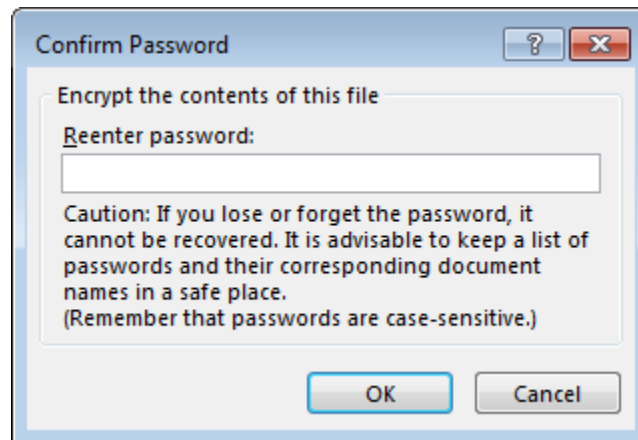 Confirm Password
Encrypt the contents of this file
Reenter password:
Caution: If you lose or forget the password, it
cannot be recovered. It is advisable to keep a list of
passwords and their corresponding document
names in a safe place.
(Remember that passwords are case-sensitive.)
OK
Cancel